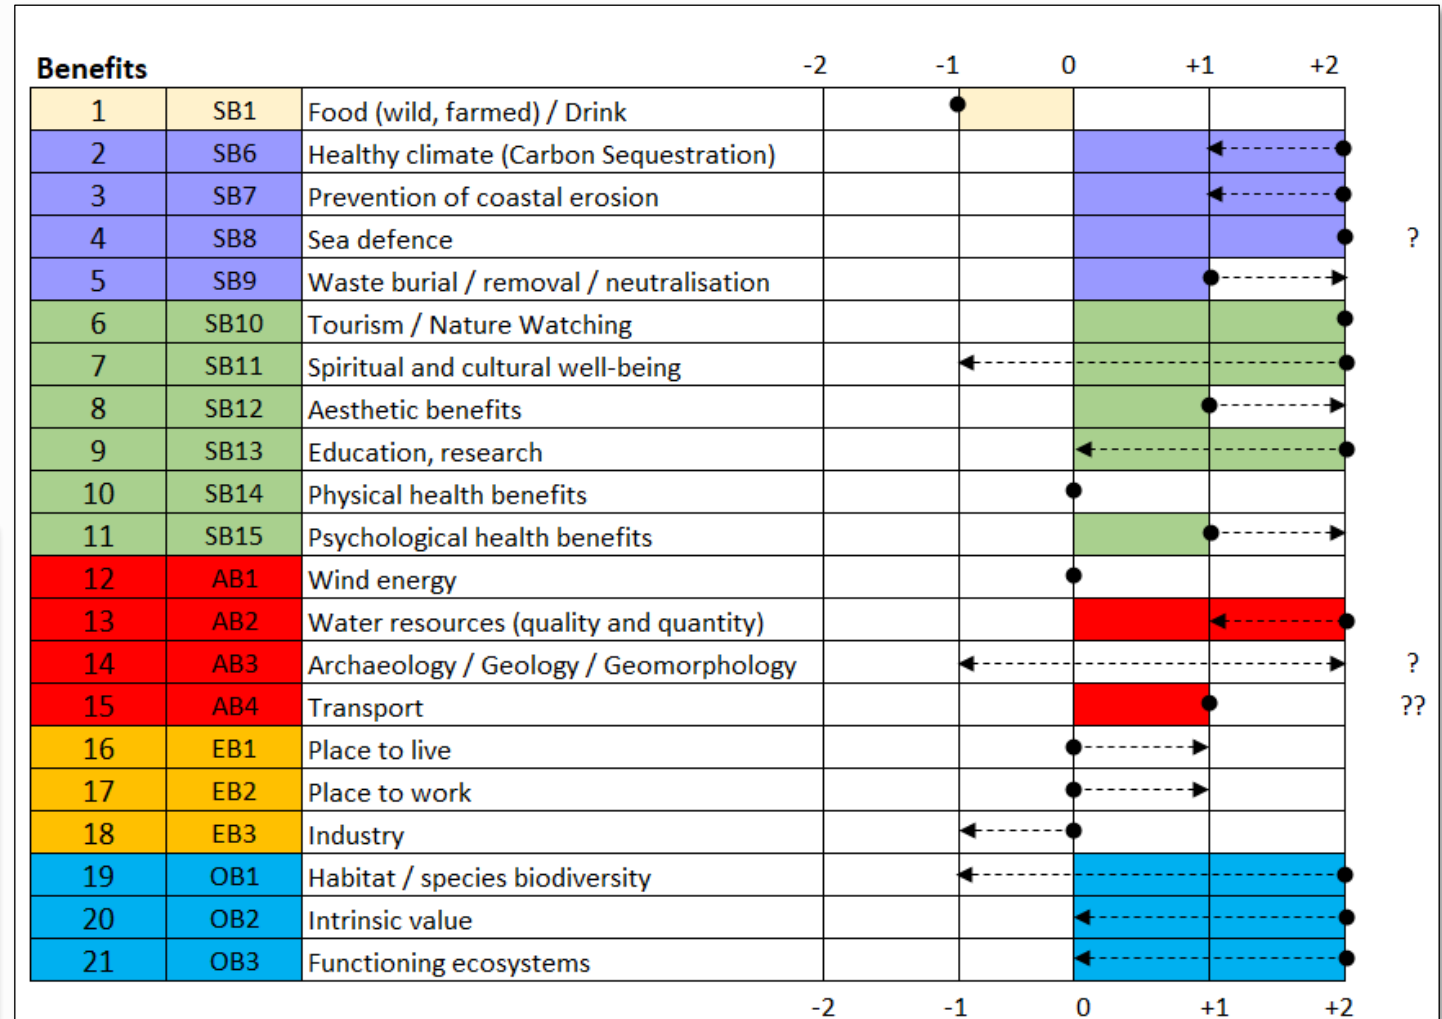 Benefits -2 -1 0 +1 +2
1 SB1 Food (wild, farmed) / Drink
2 SB6 Healthy climate (Carbon Sequestration)
3 SB7 Prevention of coastal erosion
4 SB8 Sea defence ?
5 SB9 Waste burial / removal / neutralisation
6 SB10 Tourism / Nature Watching
7 SB11 Spiritual and cultural well-being
8 SB12 Aesthetic benefits
9 SB13 Education, research
10 SB14 Physical health benefits
11 SB15 Psychological health benefits
12 AB1 Wind energy
13 AB2 Water resources (quality and quantity)
14 AB3 Archaeology / Geology / Geomorphology ?
15 AB4 Transport ??
16 EB1 Place to live
17 EB2 Place to work
18 EB3 Industry
19 OB1 Habitat / species biodiversity
20 OB2 Intrinsic value
21 OB3 Functioning ecosystems
-2 -1 0 +1 +2